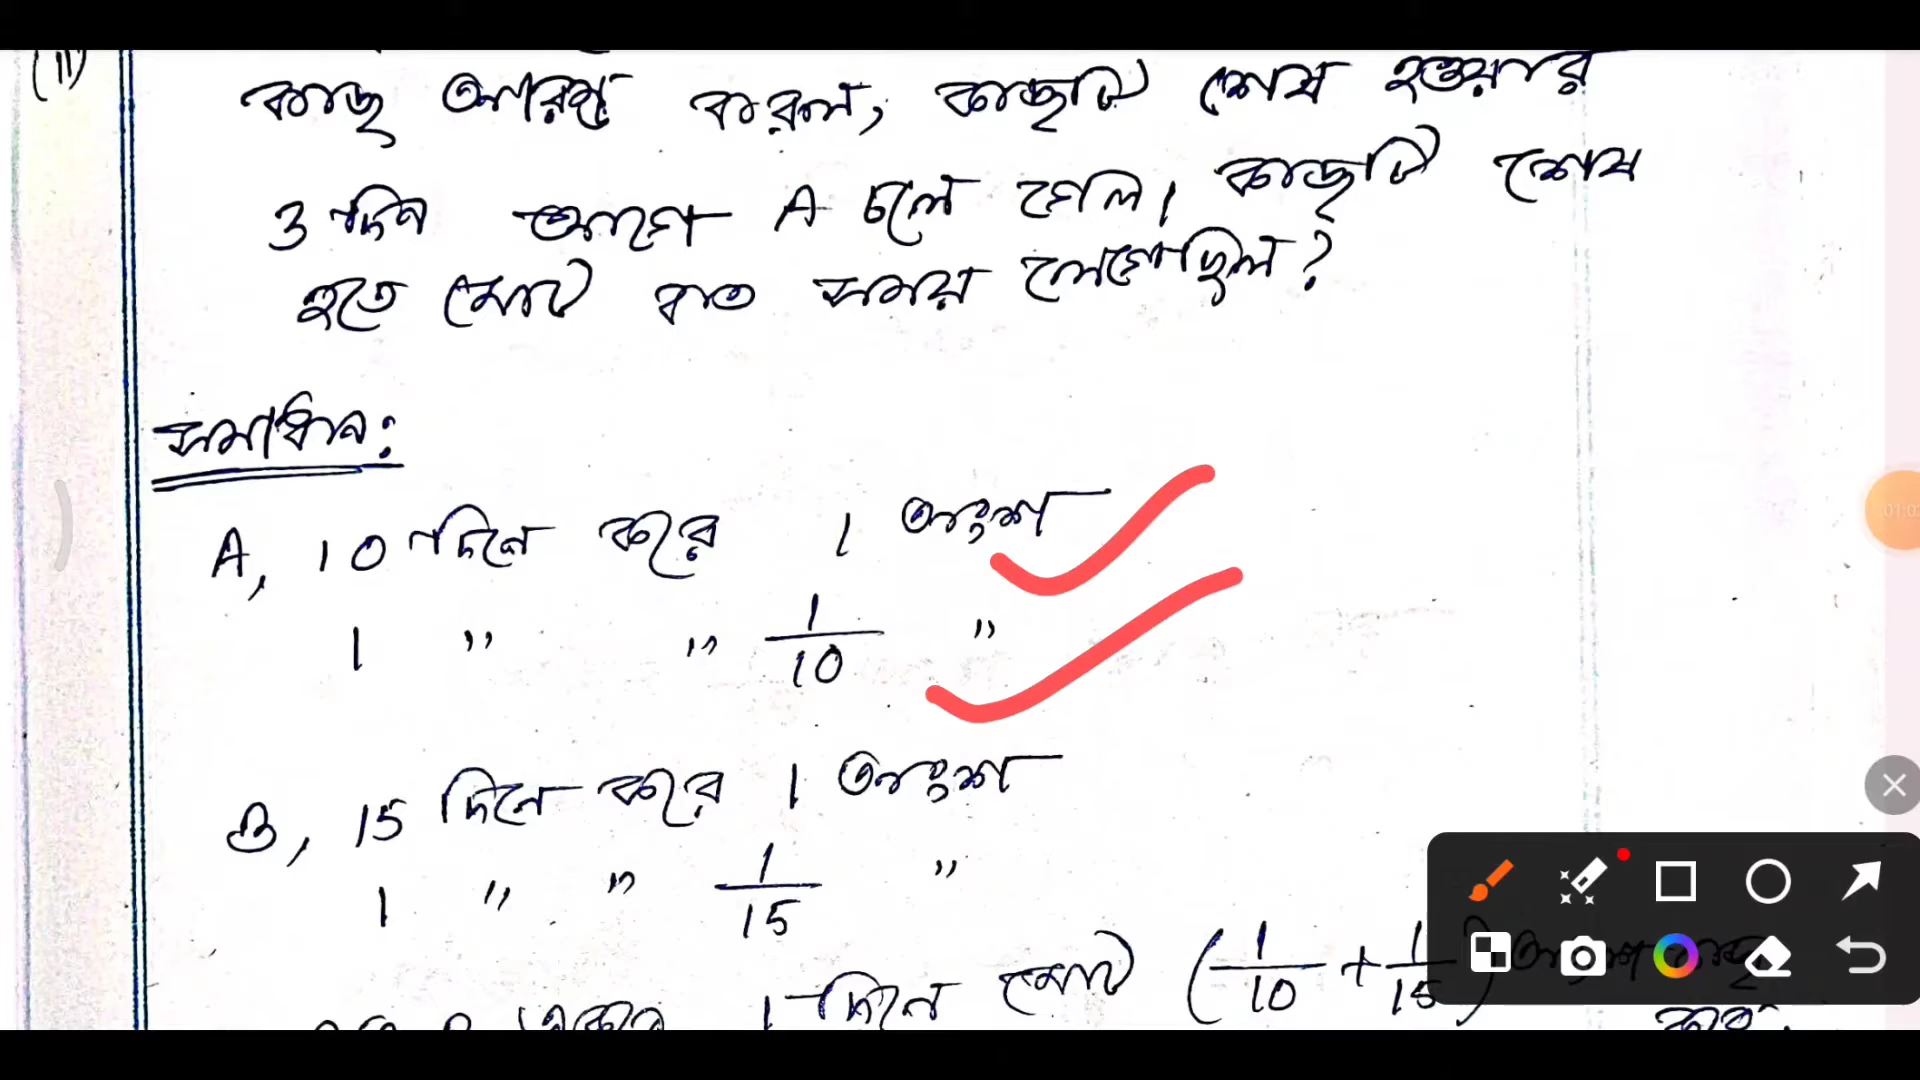 (ii)
কাজ আরম্ভ করল, কাজটি শেষ হওয়ার
3 দিন আগে A চলে গেল। কাজটি শেষ
হতে মোট কত সময় লেগেছিল?
সমাধান:
A, 10 দিনে করে 1 অংশ
1 " " 1/10 "
B, 15 দিনে করে 1 অংশ
1 " " 1/15 "
1 দিনে মোট (1/10 + 1/15)